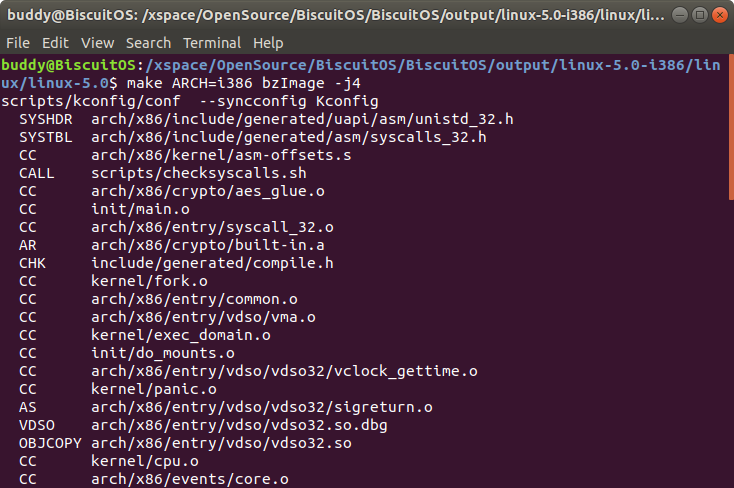 buddy@BiscuitOS: /xspace/OpenSource/BiscuitOS/BiscuitOS/output/linux-5.0-i386/linux/li...
File Edit View Search Terminal Help
buddy@BiscuitOS:/xspace/OpenSource/BiscuitOS/BiscuitOS/output/linux-5.0-i386/lin
ux/linux-5.0$ make ARCH=i386 bzImage -j4
scripts/kconfig/conf  --syncconfig Kconfig
  SYSHDR  arch/x86/include/generated/uapi/asm/unistd_32.h
  SYSTBL  arch/x86/include/generated/asm/syscalls_32.h
  CC      arch/x86/kernel/asm-offsets.s
  CALL    scripts/checksyscalls.sh
  CC      arch/x86/crypto/aes_glue.o
  CC      init/main.o
  CC      arch/x86/entry/syscall_32.o
  AR      arch/x86/crypto/built-in.a
  CHK     include/generated/compile.h
  CC      kernel/fork.o
  CC      arch/x86/entry/common.o
  CC      arch/x86/entry/vdso/vma.o
  CC      kernel/exec_domain.o
  CC      init/do_mounts.o
  CC      arch/x86/entry/vdso/vdso32/vclock_gettime.o
  CC      kernel/panic.o
  AS      arch/x86/entry/vdso/vdso32/sigreturn.o
  VDSO    arch/x86/entry/vdso/vdso32.so.dbg
  OBJCOPY arch/x86/entry/vdso/vdso32.so
  CC      kernel/cpu.o
  CC      arch/x86/events/core.o